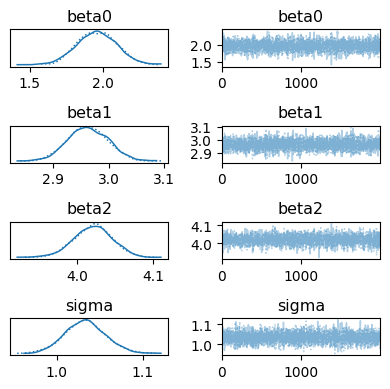 beta0 beta0
2.0
1.5
1.5 2.0 0 1000
beta1 beta1
3.1
3.0
2.9
2.9 3.0 3.1 0 1000
beta2 beta2
4.1
4.0
4.0 4.1 0 1000
sigma sigma
1.1
1.0
1.0 1.1 0 1000